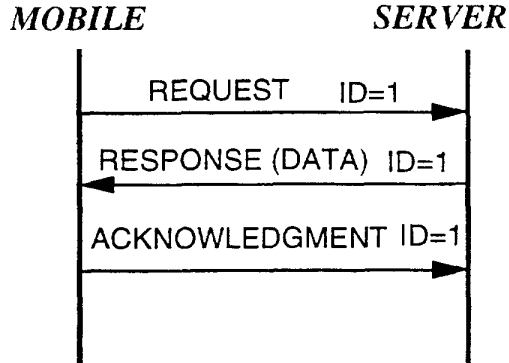 MOBILE SERVER
REQUEST ID=1
RESPONSE (DATA) ID=1
ACKNOWLEDGMENT ID=1